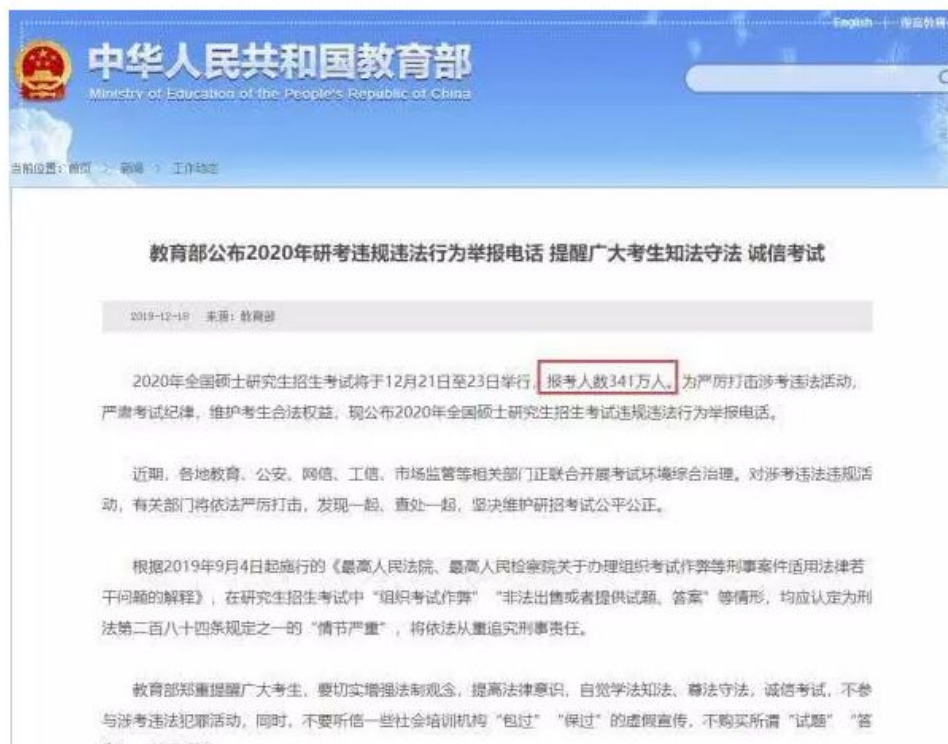 English
中华人民共和国教育部
Ministry of Education of the People's Republic of China
当前位置：首页 > 新闻 > 工作动态
教育部公布2020年研考违规违法行为举报电话 提醒广大考生知法守法 诚信考试
2019-12-18 来源：教育部
2020年全国硕士研究生招生考试将于12月21日至23日举行，报考人数341万人。为严厉打击涉考违法活动，
严肃考试纪律，维护考生合法权益，现公布2020年全国硕士研究生招生考试违规违法行为举报电话。
近期，各地教育、公安、网信、工信、市场监管等相关部门正联合开展考试环境综合治理。对涉考违法违规活
动，有关部门将依法严厉打击，发现一起、查处一起，坚决维护研招考试公平公正。
根据2019年9月4日起施行的《最高人民法院、最高人民检察院关于办理组织考试作弊等刑事案件适用法律若
干问题的解释》，在研究生招生考试中“组织考试作弊”“非法出售或者提供试题、答案”等情形，均应认定为刑
法第二百八十四条规定之一的“情节严重”，将依法从重追究刑事责任。
教育部郑重提醒广大考生，要切实增强法制观念，提高法律意识，自觉学法知法、尊法守法，诚信考试，不参
与涉考违法犯罪活动，同时，不要听信一些社会培训机构“包过”“保过”的虚假宣传，不购买所谓“试题”“答